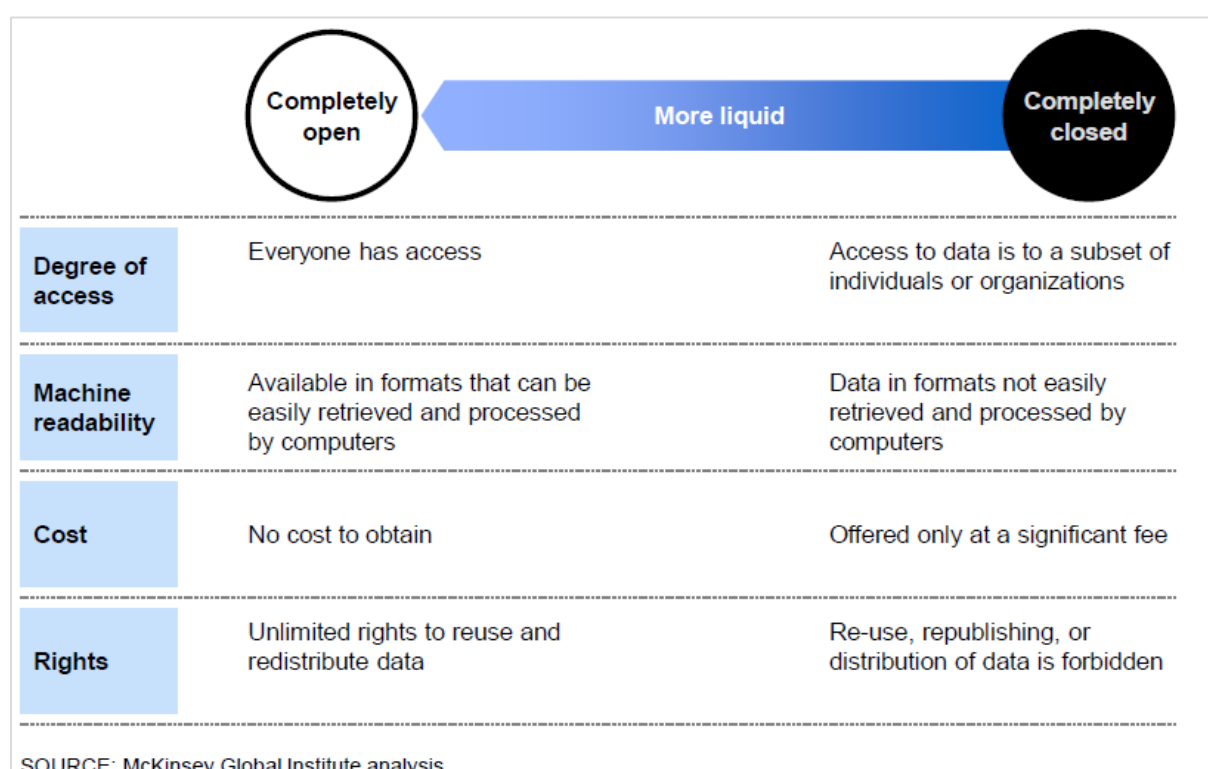 Completely
open
More liquid
Completely
closed
Degree of
access
Everyone has access
Access to data is to a subset of
individuals or organizations
Machine
readability
Available in formats that can be
easily retrieved and processed
by computers
Data in formats not easily
retrieved and processed by
computers
Cost
No cost to obtain
Offered only at a significant fee
Rights
Unlimited rights to reuse and
redistribute data
Re-use, republishing, or
distribution of data is forbidden
SOURCE: McKinsey Global Institute analysis